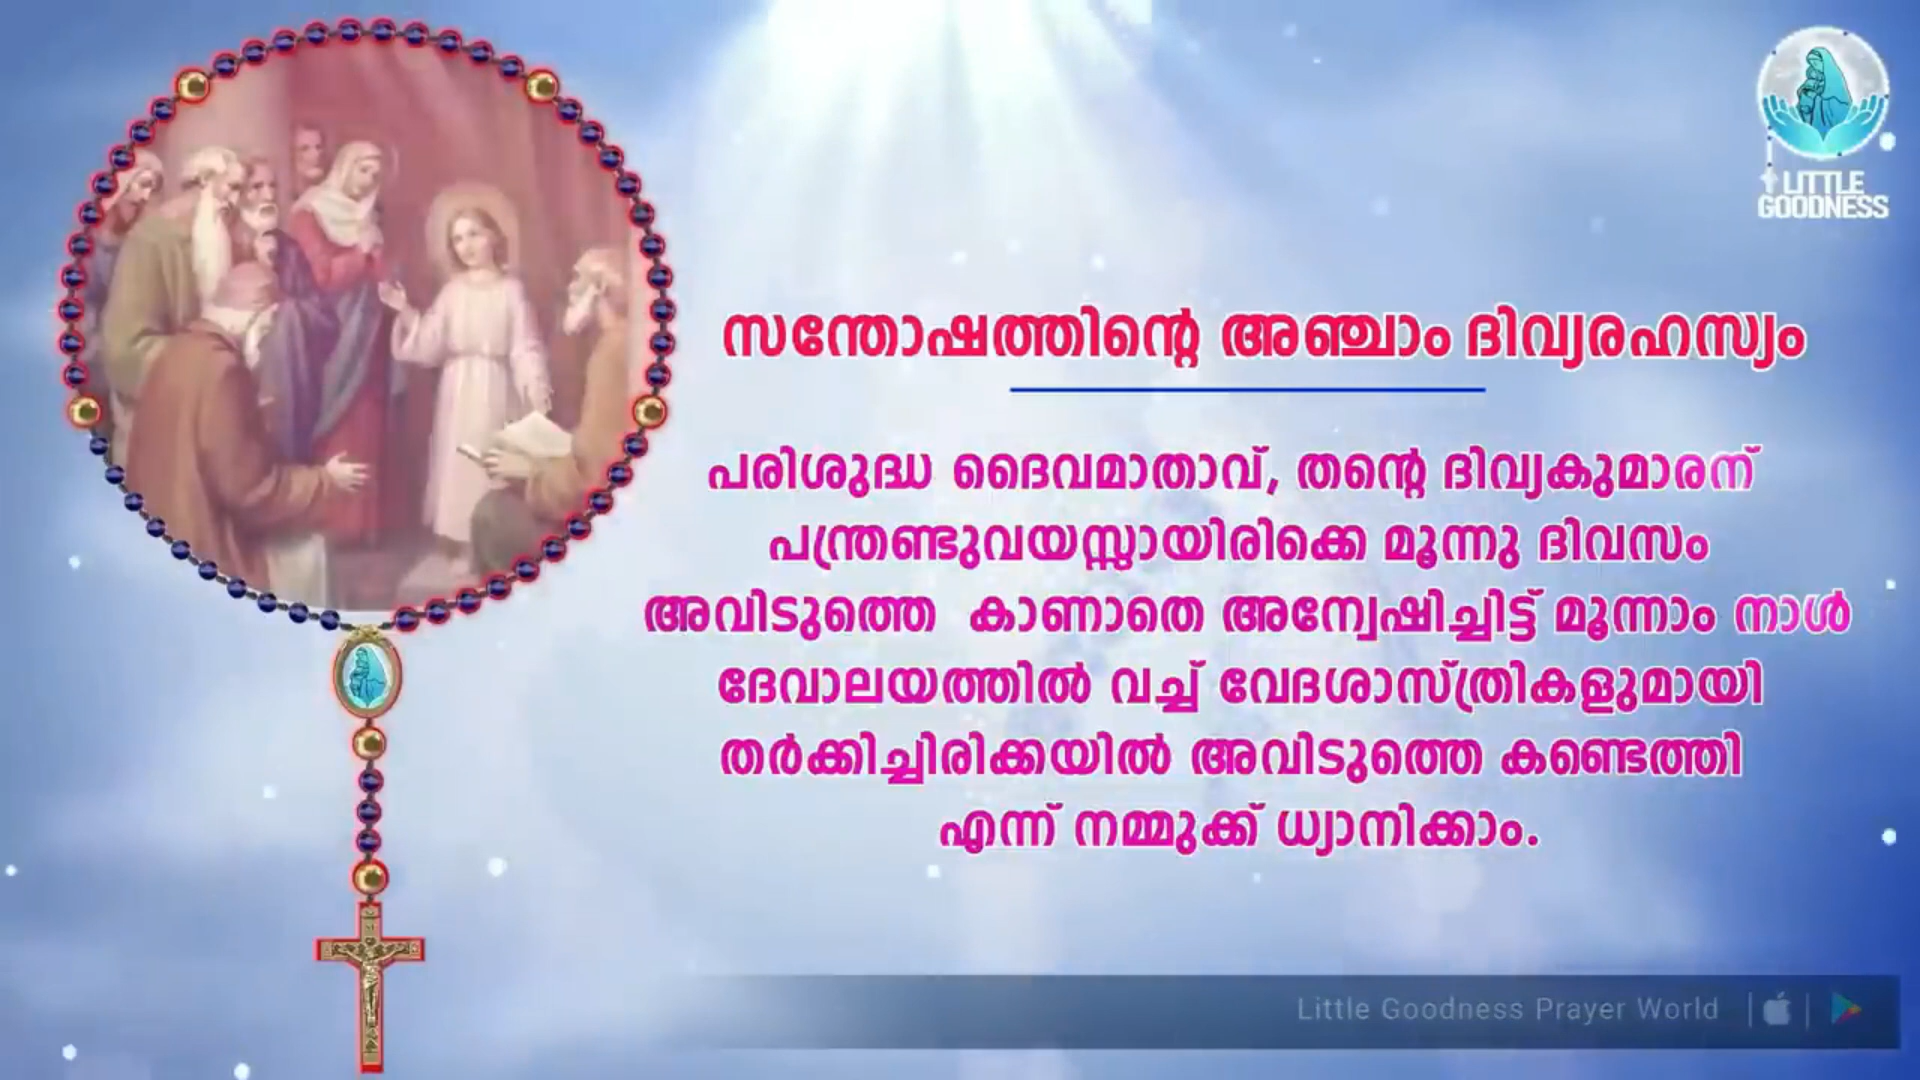 LITTLE
GOODNESS
സന്തോഷത്തിന്റെ അഞ്ചാം ദിവ്യരഹസ്യം
പരിശുദ്ധ ദൈവമാതാവ്, തന്റെ ദിവ്യകുമാരന്
പന്ത്രണ്ടുവയസ്സായിരിക്കെ മൂന്നു ദിവസം
അവിടുത്തെ കാണാതെ അന്വേഷിച്ചിട്ട് മൂന്നാം നാൾ
ദേവാലയത്തിൽ വച്ച് വേദശാസ്ത്രികളുമായി
തർക്കിച്ചിരിക്കയിൽ അവിടുത്തെ കണ്ടെത്തി
എന്ന് നമ്മുക്ക് ധ്യാനിക്കാം.
Little Goodness Prayer World